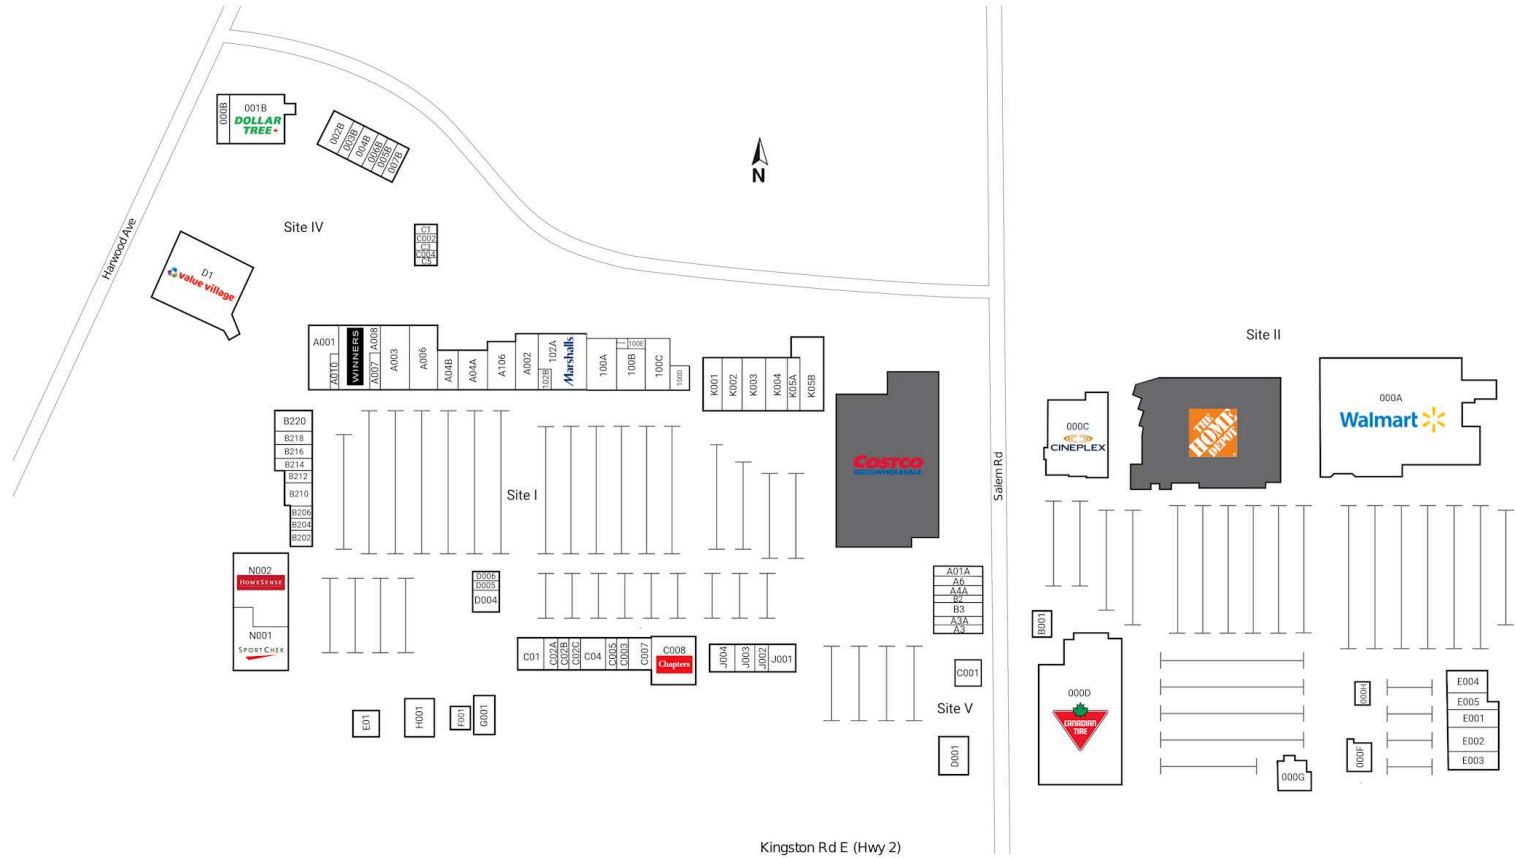 000B
001B
DOLLAR
TREE
002B
003B
004B
006B
005B
007B
N
Harwood Ave
Site IV
C1
C002
C3
C004
C5
D1
value village
A001
A010
WINNERS
A008
A007
A003
A006
A04B
A04A
A106
A002
102A
102B
Marshalls
100A
100E
100B
100C
100D
K001
K002
K003
K004
K05A
K05B
COSTCO
WHOLESALE
Salem Rd
Site II
000C
CINEPLEX
THE
HOME
DEPOT
000A
Walmart
B220
B218
B216
B214
B212
B210
B206
B204
B202
Site I
N002
HOMESENSE
N001
SPORTCHEK
D006
D005
D004
C01
C02A
C02B
C02C
C04
C005
C003
C007
C008
Chapters
J004
J003
J002
J001
E01
H001
F001
G001
A01A
A6
A4A
B2
B3
A3A
A3
C001
Site V
D001
B001
000D
CANADIAN
TIRE
000H
000F
000G
E004
E005
E001
E002
E003
Kingston Rd E (Hwy 2)